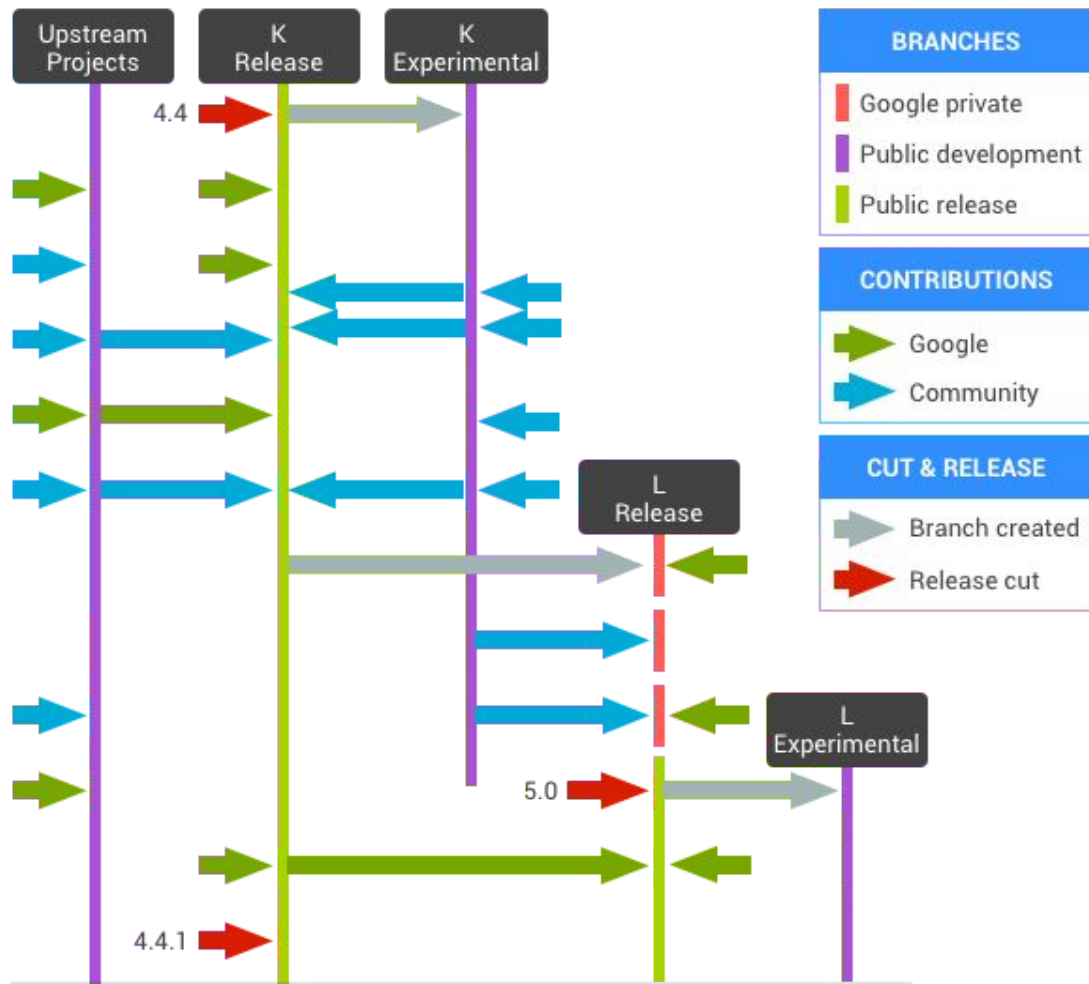 Upstream
Projects
K
Release
K
Experimental
BRANCHES
Google private
Public development
Public release
4.4
CONTRIBUTIONS
Google
Community
CUT & RELEASE
Branch created
Release cut
L
Release
L
Experimental
5.0
4.4.1